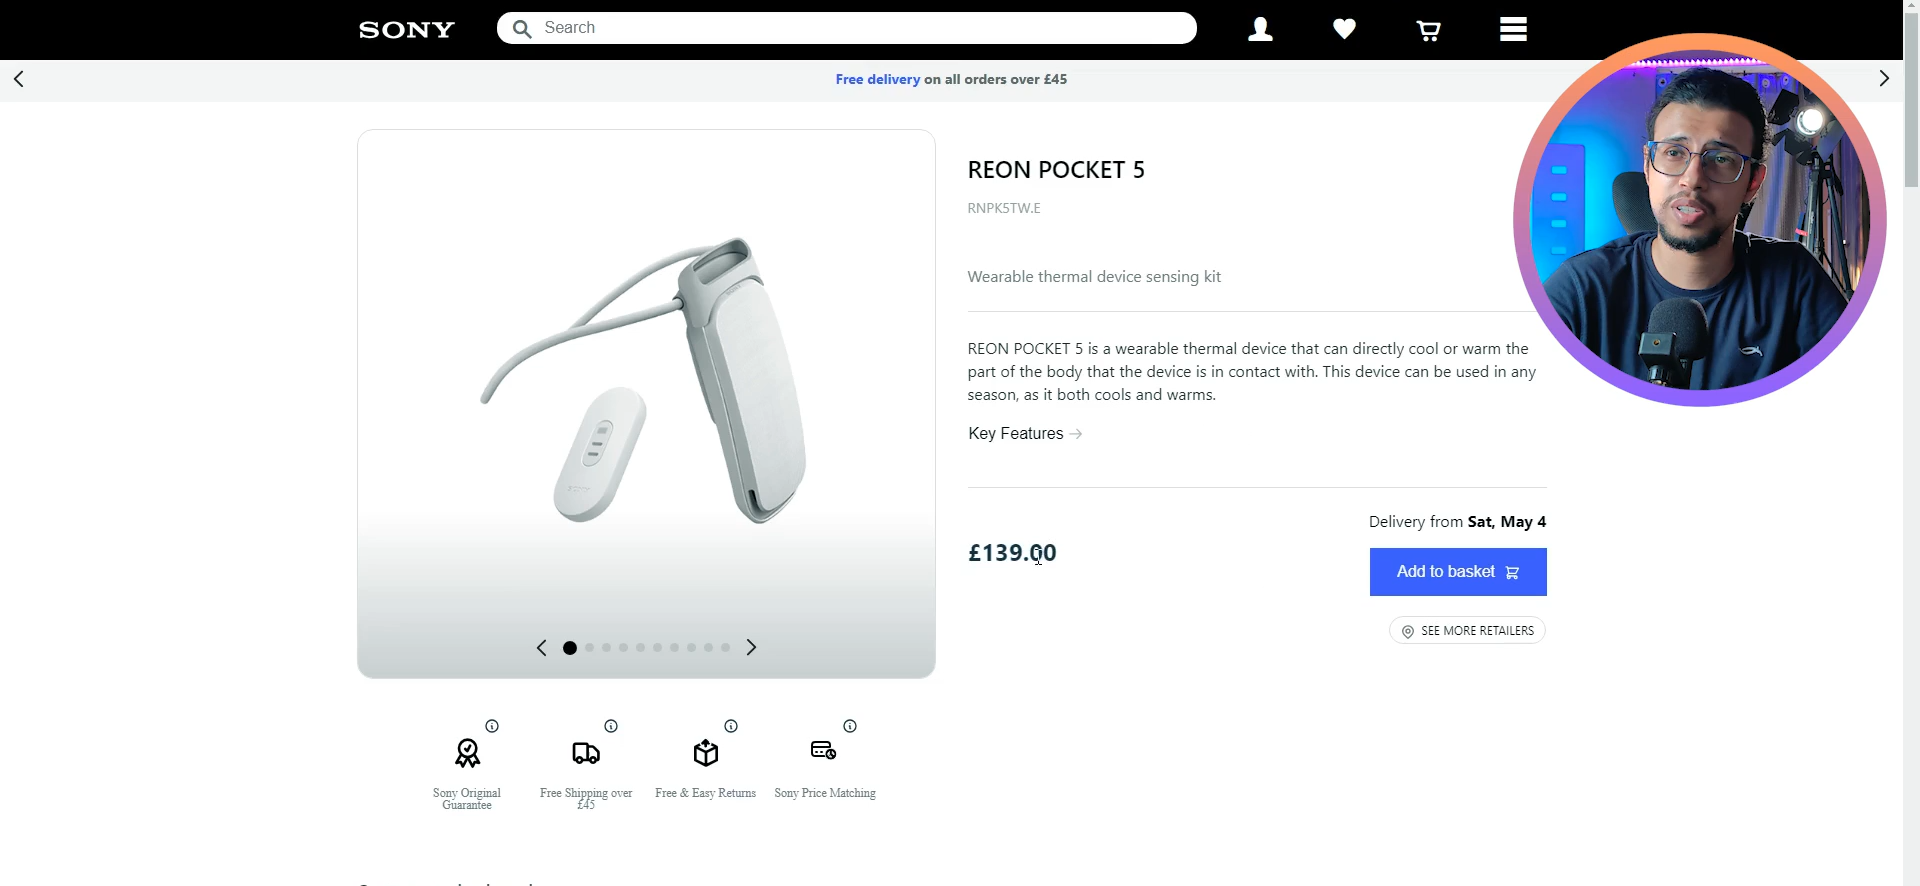 SONY
Search
Free delivery on all orders over £45
REON POCKET 5
RNPK5TW.E
Wearable thermal device sensing kit
REON POCKET 5 is a wearable thermal device that can directly cool or warm the
part of the body that the device is in contact with. This device can be used in any
season, as it both cools and warms.
Key Features
Delivery from Sat, May 4
£139.00
Add to basket
SEE MORE RETAILERS
Sony Original
Guarantee
Free Shipping over
£45
Free & Easy Returns
Sony Price Matching